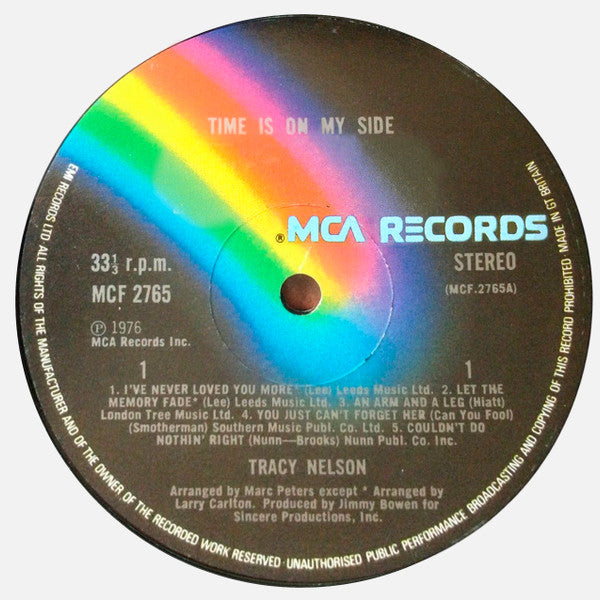 TIME IS ON MY SIDE
® MCA RECORDS
33⅓ r.p.m.
MCF 2765
STEREO
(MCF.2765A)
℗ 1976
MCA Records Inc.
1
1
1. I'VE NEVER LOVED YOU MORE* (Lee) Leeds Music Ltd. 2. LET THE
MEMORY FADE* (Lee) Leeds Music Ltd. 3. AN ARM AND A LEG (Hiatt)
London Tree Music Ltd. 4. YOU JUST CAN'T FORGET HER (Can You Fool)
(Smotherman) Southern Music Publ. Co. Ltd. 5. COULDN'T DO
NOTHIN' RIGHT (Nunn—Brooks) Nunn Publ. Co. Inc.
TRACY NELSON
Arranged by Marc Peters except * Arranged by
Larry Carlton. Produced by Jimmy Bowen for
Sincere Productions, Inc.
EMI RECORDS LTD ALL RIGHTS OF THE MANUFACTURER AND OF THE OWNER OF THE RECORDED WORK RESERVED · UNAUTHORISED PUBLIC PERFORMANCE BROADCASTING AND COPYING OF THIS RECORD PROHIBITED · MADE IN GT BRITAIN